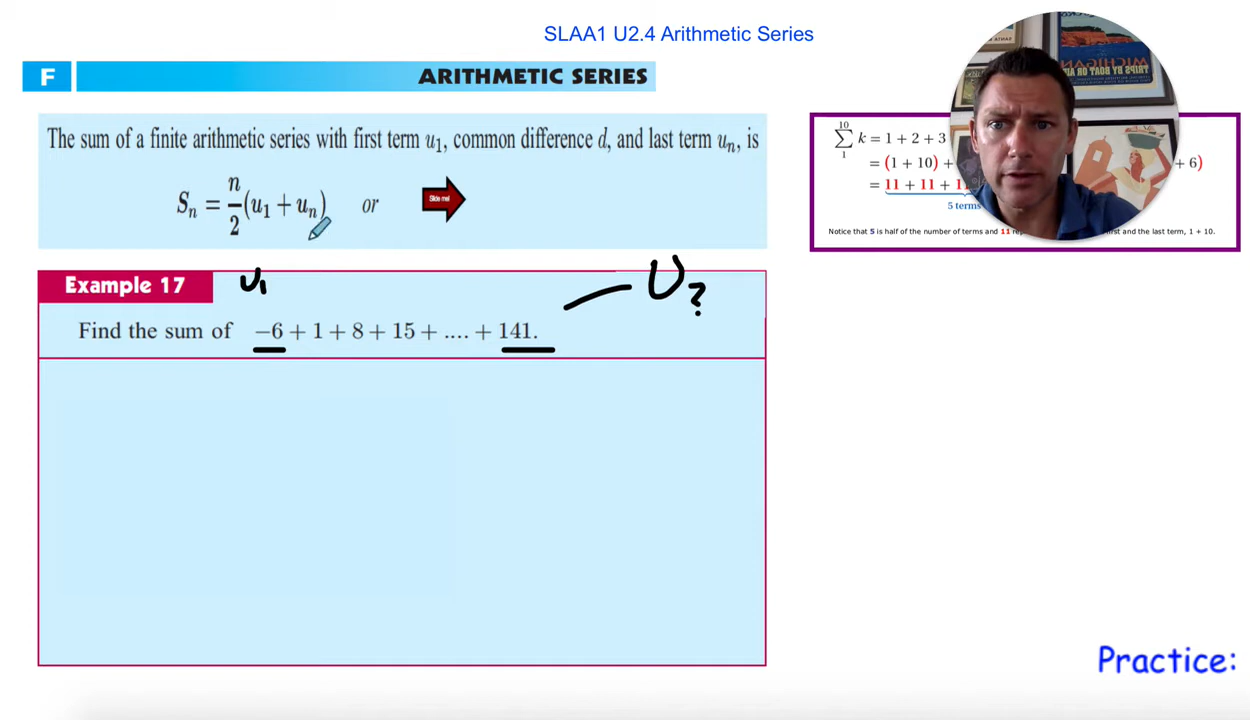 SLAA1 U2.4 Arithmetic Series
F ARITHMETIC SERIES
The sum of a finite arithmetic series with first term u₁, common difference d, and last term uₙ, is
Sₙ = n/2 (u₁ + uₙ) or
Slide me!
10
∑ k = 1 + 2 + 3
1
= (1 + 10) + + 6)
= 11 + 11 + 1
5 terms
Notice that 5 is half of the number of terms and 11 first and the last term, 1 + 10.
Example 17
u₁
U?
Find the sum of −6 + 1 + 8 + 15 + .... + 141.
Practice: